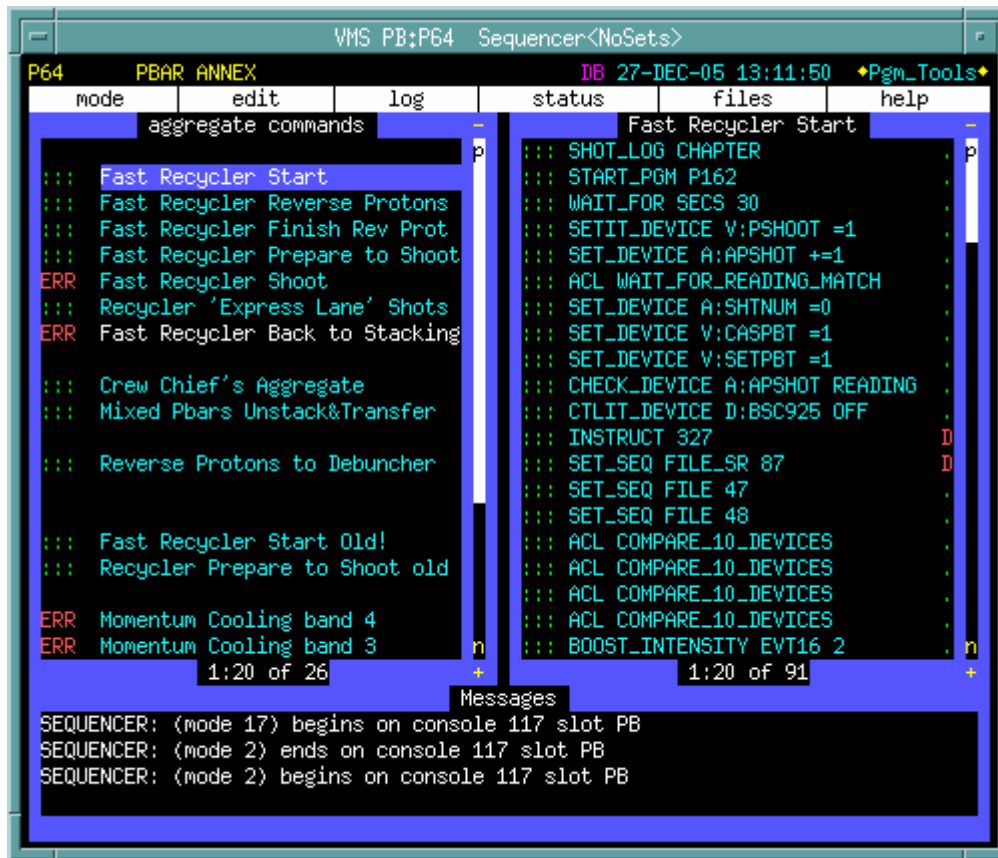 VMS PB:P64 Sequencer<NoSets>
P64 PBAR ANNEX DB 27-DEC-05 13:11:50 ◆Pgm_Tools◆
mode edit log status files help
aggregate commands -
p
::: Fast Recycler Start
::: Fast Recycler Reverse Protons
::: Fast Recycler Finish Rev Prot
::: Fast Recycler Prepare to Shoot
ERR Fast Recycler Shoot
::: Recycler 'Express Lane' Shots
ERR Fast Recycler Back to Stacking
::: Crew Chief's Aggregate
::: Mixed Pbars Unstack&Transfer
::: Reverse Protons to Debuncher
::: Fast Recycler Start Old!
::: Recycler Prepare to Shoot old
ERR Momentum Cooling band 4
ERR Momentum Cooling band 3 n
1:20 of 26 +
Fast Recycler Start -
::: SHOT_LOG CHAPTER . p
::: START_PGM P162 .
::: WAIT_FOR SECS 30 .
::: SETIT_DEVICE V:PSHOOT =1 .
::: SET_DEVICE A:APSHOT +=1 .
::: ACL WAIT_FOR_READING_MATCH .
::: SET_DEVICE A:SHTNUM =0 .
::: SET_DEVICE V:CASPBT =1 .
::: SET_DEVICE V:SETPBT =1 .
::: CHECK_DEVICE A:APSHOT READING .
::: CTLIT_DEVICE D:BSC925 OFF .
::: INSTRUCT 327 D
::: SET_SEQ FILE_SR 87 D
::: SET_SEQ FILE 47 .
::: SET_SEQ FILE 48 .
::: ACL COMPARE_10_DEVICES .
::: ACL COMPARE_10_DEVICES .
::: ACL COMPARE_10_DEVICES .
::: ACL COMPARE_10_DEVICES .
::: BOOST_INTENSITY EVT16 2 . n
1:20 of 91 +
Messages
SEQUENCER: (mode 17) begins on console 117 slot PB
SEQUENCER: (mode 2) ends on console 117 slot PB
SEQUENCER: (mode 2) begins on console 117 slot PB